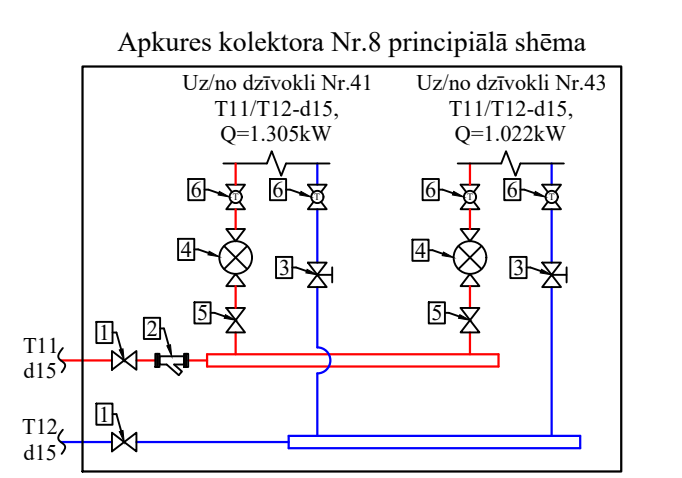 Apkures kolektora Nr.8 principiālā shēma
Uz/no dzīvokli Nr.41
T11/T12-d15,
Q=1.305kW
Uz/no dzīvokli Nr.43
T11/T12-d15,
Q=1.022kW
6
6
6
6
4
3
4
3
5
5
1
2
T11
d15
1
T12
d15
T
T
T
T